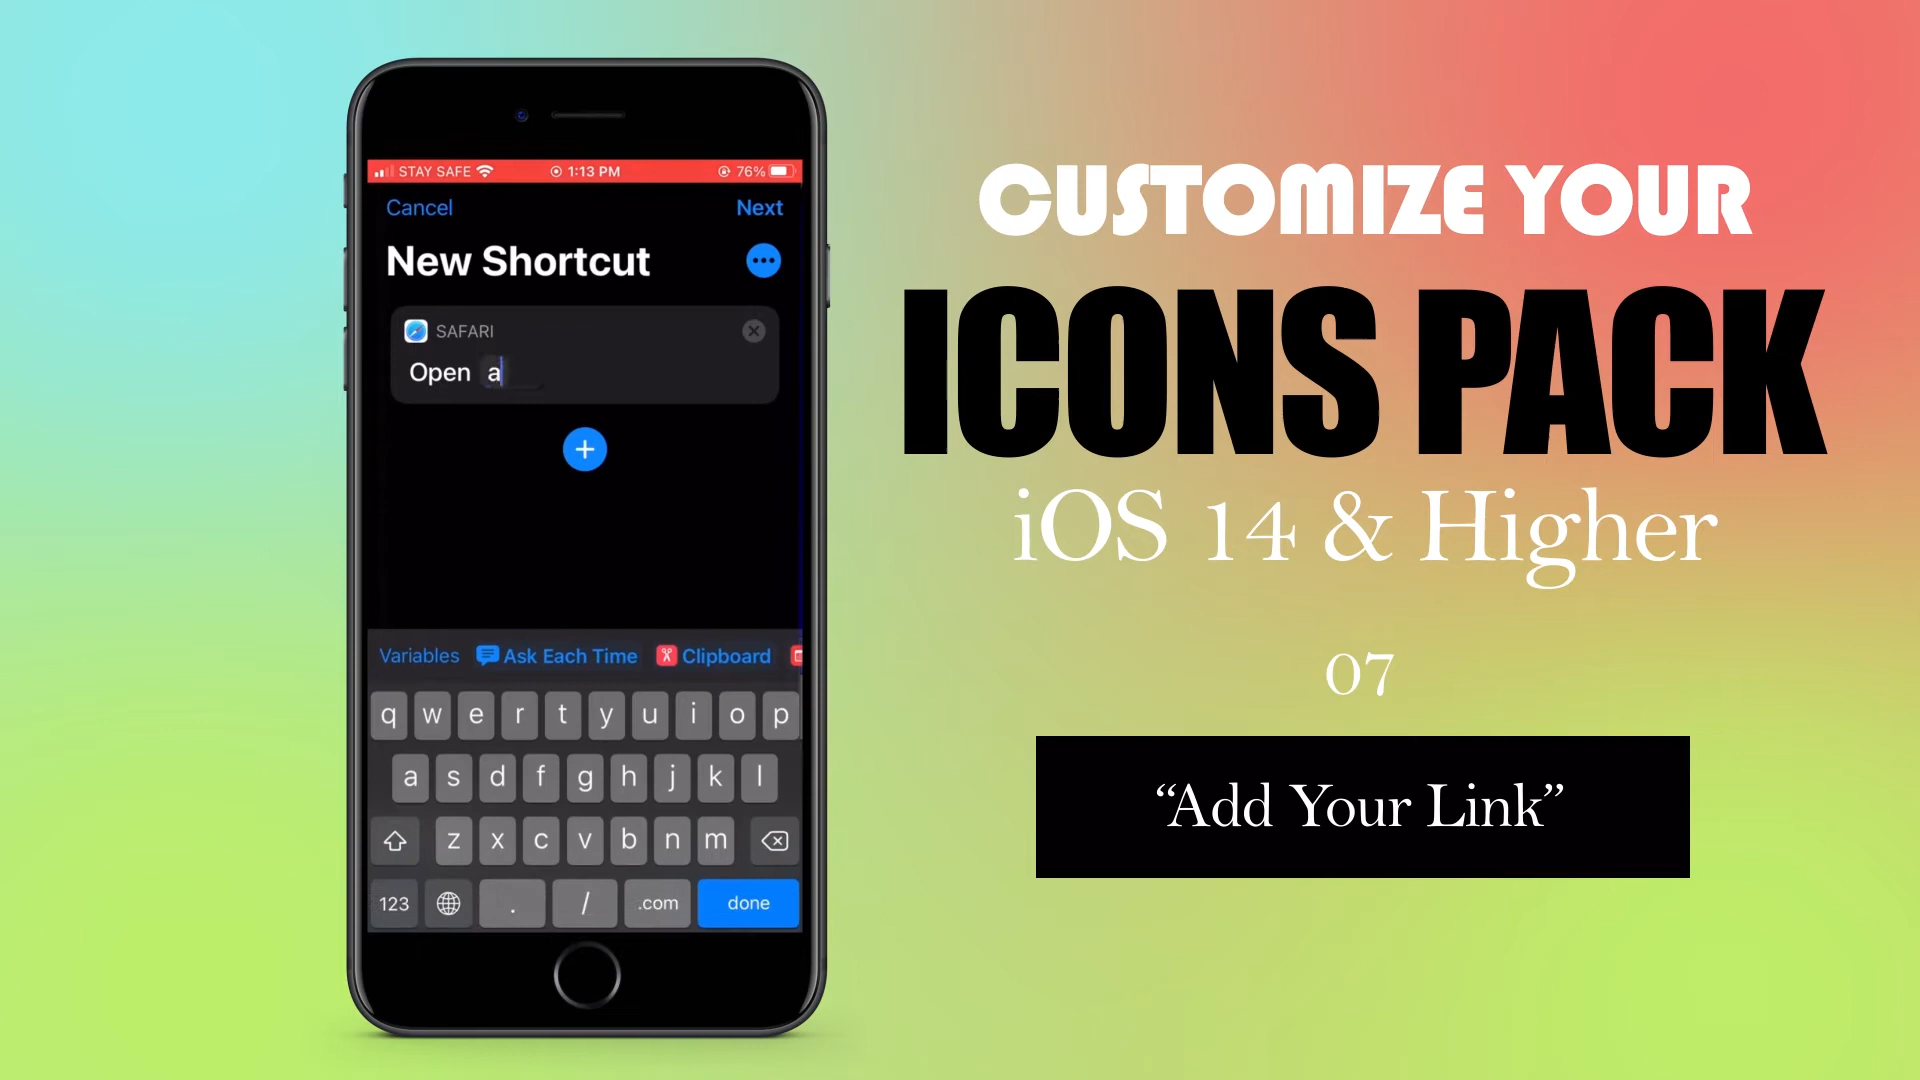 STAY SAFE 1:13 PM 76%
Cancel Next
New Shortcut
SAFARI
Open a
Variables Ask Each Time Clipboard
q w e r t y u i o p
a s d f g h j k l
z x c v b n m
123 . / .com done
CUSTOMIZE YOUR
ICONS PACK
iOS 14 & Higher
07
“Add Your Link”